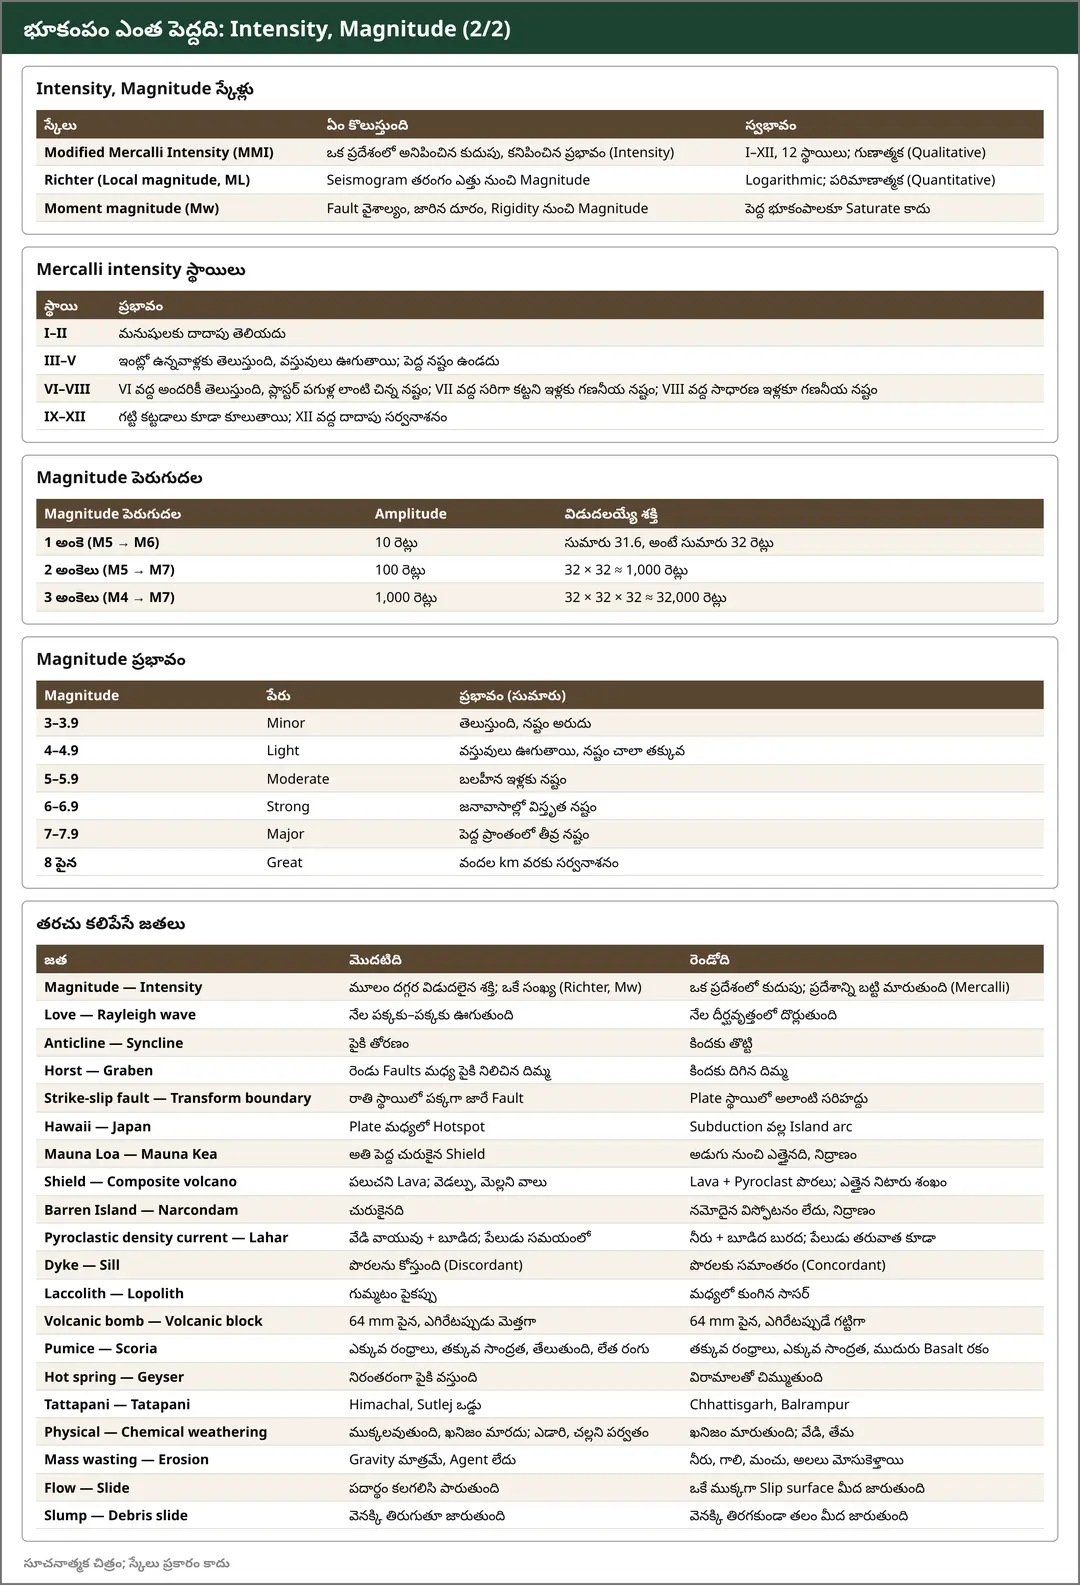 భూకంపం ఎంత పెద్దది: Intensity, Magnitude (2/2)
Intensity, Magnitude స్కేళ్లు
స్కేలు ఏం కొలుస్తుంది స్వభావం
Modified Mercalli Intensity (MMI) ఒక ప్రదేశంలో అనిపించిన కుదుపు, కనిపించిన ప్రభావం (Intensity) I–XII, 12 స్థాయిలు; గుణాత్మక (Qualitative)
Richter (Local magnitude, ML) Seismogram తరంగం ఎత్తు నుంచి Magnitude Logarithmic; పరిమాణాత్మక (Quantitative)
Moment magnitude (Mw) Fault వైశాల్యం, జారిన దూరం, Rigidity నుంచి Magnitude పెద్ద భూకంపాలకూ Saturate కాదు
Mercalli intensity స్థాయిలు
స్థాయి ప్రభావం
I–II మనుషులకు దాదాపు తెలియదు
III–V ఇంట్లో ఉన్నవాళ్లకు తెలుస్తుంది, వస్తువులు ఊగుతాయి; పెద్ద నష్టం ఉండదు
VI–VIII VI వద్ద అందరికీ తెలుస్తుంది, ప్లాస్టర్ పగుళ్ల లాంటి చిన్న నష్టం; VII వద్ద సరిగా కట్టని ఇళ్లకు గణనీయ నష్టం; VIII వద్ద సాధారణ ఇళ్లకూ గణనీయ నష్టం
IX–XII గట్టి కట్టడాలు కూడా కూలుతాయి; XII వద్ద దాదాపు సర్వనాశనం
Magnitude పెరుగుదల
Magnitude పెరుగుదల Amplitude విడుదలయ్యే శక్తి
1 అంకె (M5 → M6) 10 రెట్లు సుమారు 31.6, అంటే సుమారు 32 రెట్లు
2 అంకెలు (M5 → M7) 100 రెట్లు 32 × 32 ≈ 1,000 రెట్లు
3 అంకెలు (M4 → M7) 1,000 రెట్లు 32 × 32 × 32 ≈ 32,000 రెట్లు
Magnitude ప్రభావం
Magnitude పేరు ప్రభావం (సుమారు)
3–3.9 Minor తెలుస్తుంది, నష్టం అరుదు
4–4.9 Light వస్తువులు ఊగుతాయి, నష్టం చాలా తక్కువ
5–5.9 Moderate బలహీన ఇళ్లకు నష్టం
6–6.9 Strong జనావాసాల్లో విస్తృత నష్టం
7–7.9 Major పెద్ద ప్రాంతంలో తీవ్ర నష్టం
8 పైన Great వందల km వరకు సర్వనాశనం
తరచు కలిపేసే జతలు
జత మొదటిది రెండోది
Magnitude — Intensity మూలం దగ్గర విడుదలైన శక్తి; ఒకే సంఖ్య (Richter, Mw) ఒక ప్రదేశంలో కుదుపు; ప్రదేశాన్ని బట్టి మారుతుంది (Mercalli)
Love — Rayleigh wave నేల పక్కకు–పక్కకు ఊగుతుంది నేల దీర్ఘవృత్తంలో దొర్లుతుంది
Anticline — Syncline పైకి తోరణం కిందకు తొట్టి
Horst — Graben రెండు Faults మధ్య పైకి నిలిచిన దిమ్మ కిందకు దిగిన దిమ్మ
Strike-slip fault — Transform boundary రాతి స్థాయిలో పక్కగా జారే Fault Plate స్థాయిలో అలాంటి సరిహద్దు
Hawaii — Japan Plate మధ్యలో Hotspot Subduction వల్ల Island arc
Mauna Loa — Mauna Kea అతి పెద్ద చురుకైన Shield అడుగు నుంచి ఎత్తైనది, నిద్రాణం
Shield — Composite volcano పలుచని Lava; వెడల్పు, మెల్లని వాలు Lava + Pyroclast పొరలు; ఎత్తైన నిటారు శంఖం
Barren Island — Narcondam చురుకైనది నమోదైన విస్ఫోటనం లేదు, నిద్రాణం
Pyroclastic density current — Lahar వేడి వాయువు + బూడిద; పేలుడు సమయంలో నీరు + బూడిద బురద; పేలుడు తరువాత కూడా
Dyke — Sill పొరలను కోస్తుంది (Discordant) పొరలకు సమాంతరం (Concordant)
Laccolith — Lopolith గుమ్మటం పైకప్పు మధ్యలో కుంగిన సాసర్
Volcanic bomb — Volcanic block 64 mm పైన, ఎగిరేటప్పుడు మెత్తగా 64 mm పైన, ఎగిరేటప్పుడే గట్టిగా
Pumice — Scoria ఎక్కువ రంధ్రాలు, తక్కువ సాంద్రత, తేలుతుంది, లేత రంగు తక్కువ రంధ్రాలు, ఎక్కువ సాంద్రత, ముదురు Basalt రకం
Hot spring — Geyser నిరంతరంగా పైకి వస్తుంది విరామాలతో చిమ్ముతుంది
Tattapani — Tatapani Himachal, Sutlej ఒడ్డు Chhattisgarh, Balrampur
Physical — Chemical weathering ముక్కలవుతుంది, ఖనిజం మారదు; ఎడారి, చల్లని పర్వతం ఖనిజం మారుతుంది; వేడి, తేమ
Mass wasting — Erosion Gravity మాత్రమే, Agent లేదు నీరు, గాలి, మంచు, అలలు మోసుకెళ్తాయి
Flow — Slide పదార్థం కలగలిసి పారుతుంది ఒకే ముక్కగా Slip surface మీద జారుతుంది
Slump — Debris slide వెనక్కి తిరుగుతూ జారుతుంది వెనక్కి తిరగకుండా తలం మీద జారుతుంది
సూచనాత్మక చిత్రం; స్కేలు ప్రకారం కాదు